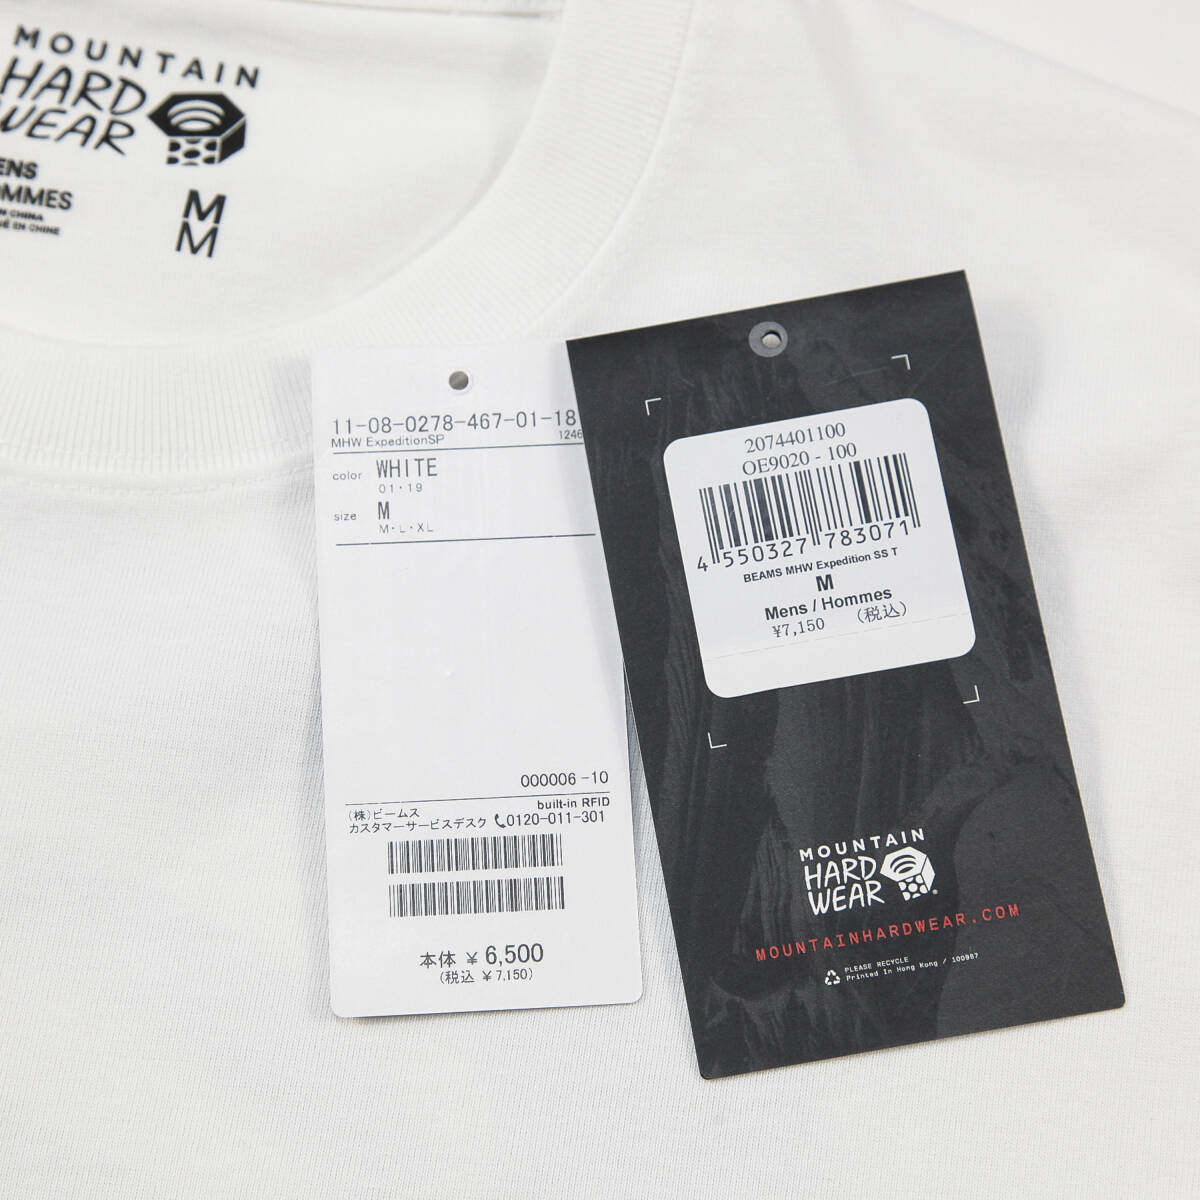 MOUNTAIN
HARD
WEAR
ENS
OMMES
CHINA
EN CHINE
M
M
11-08-0278-467-01-18
MHW ExpeditionSP 1246
color WHITE
01・19
size M
M・L・XL
000006-10
built-in RFID
(株)ビームス
カスタマーサービスデスク 0120-011-301
本体 ¥ 6,500
(税込 ¥ 7,150)
2074401100
OE9020 - 100
4 550327 783071
BEAMS MHW Expedition SS T
M
Mens / Hommes
¥7,150 (税込)
MOUNTAIN
HARD
WEAR
MOUNTAINHARDWEAR.COM
PLEASE RECYCLE
Printed In Hong Kong / 100987